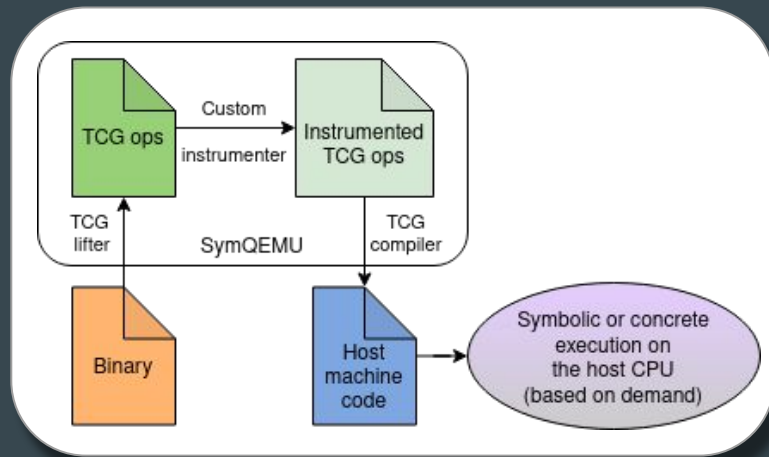 TCG ops
Custom
instrumenter
Instrumented
TCG ops
TCG
lifter
SymQEMU
TCG
compiler
Binary
Host
machine
code
Symbolic or concrete
execution on
the host CPU
(based on demand)